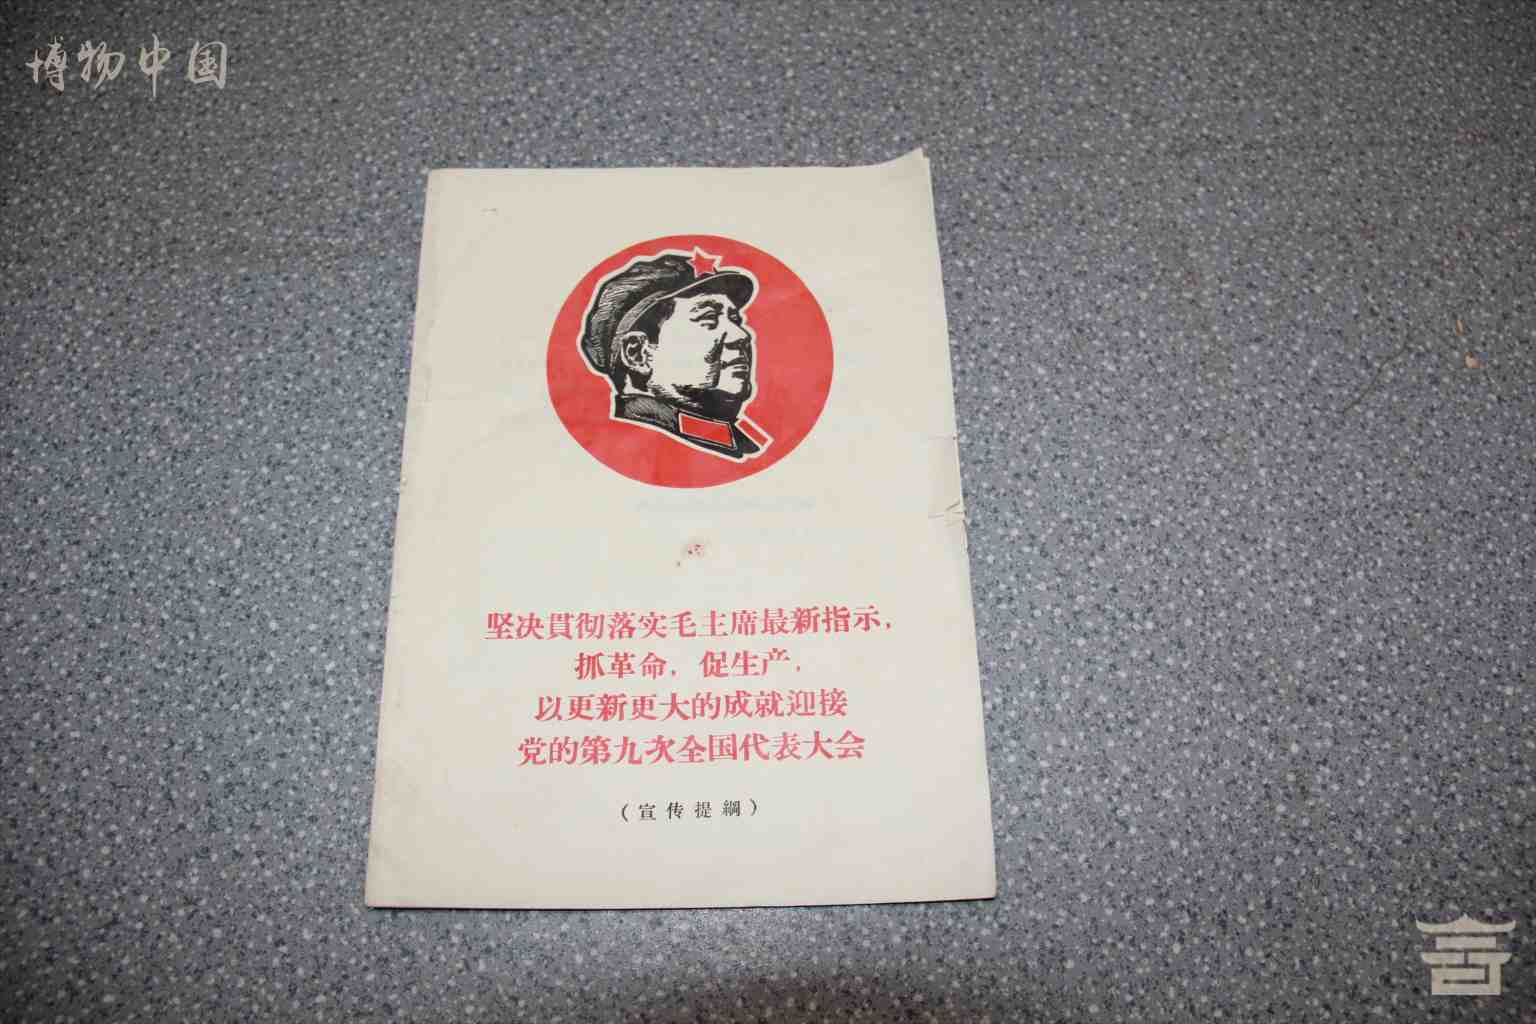 博物中国
坚决貫彻落实毛主席最新指示，
抓革命，促生产，
以更新更大的成就迎接
党的第九次全国代表大会
（宣传提綱）